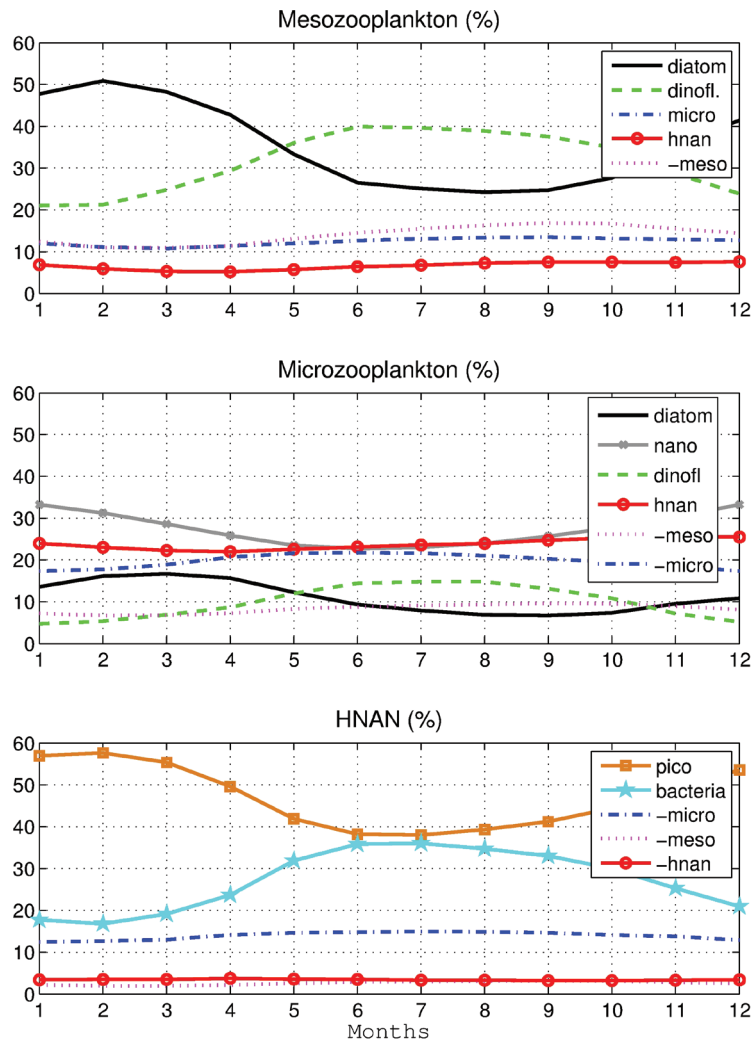 Mesozooplankton (%)
60
50
40
30
20
10
0
diatom
dinofl.
micro
hnan
-meso
1 2 3 4 5 6 7 8 9 10 11 12
Microzooplankton (%)
60
50
40
30
20
10
0
diatom
nano
dinofl
hnan
-meso
-micro
1 2 3 4 5 6 7 8 9 10 11 12
HNAN (%)
60
50
40
30
20
10
0
pico
bacteria
-micro
-meso
-hnan
1 2 3 4 5 6 7 8 9 10 11 12
Months